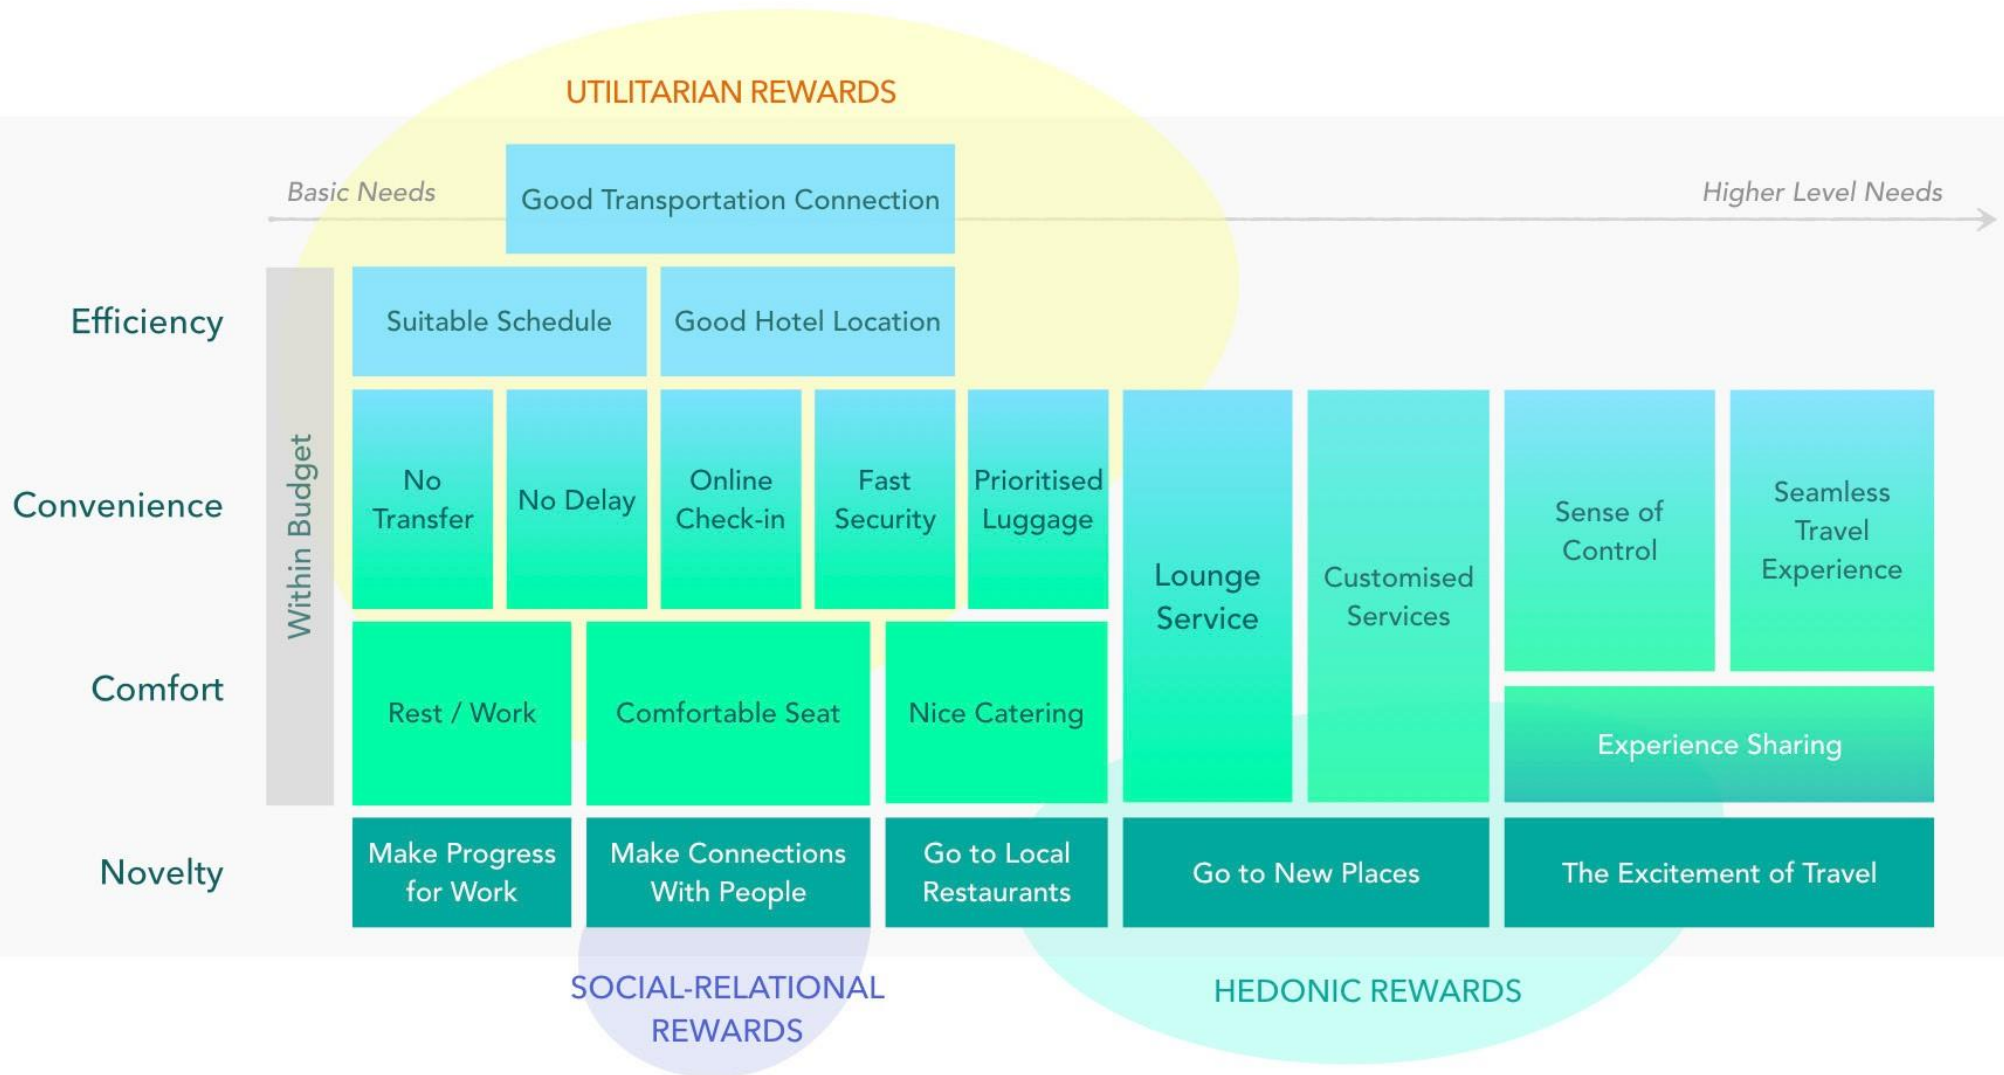 UTILITARIAN REWARDS
Basic Needs
Good Transportation Connection
Higher Level Needs
Efficiency
Suitable Schedule
Good Hotel Location
Within Budget
Convenience
No
Transfer
No Delay
Online
Check-in
Fast
Security
Prioritised
Luggage
Lounge
Service
Customised
Services
Sense of
Control
Seamless
Travel
Experience
Comfort
Rest / Work
Comfortable Seat
Nice Catering
Experience Sharing
Novelty
Make Progress
for Work
Make Connections
With People
Go to Local
Restaurants
Go to New Places
The Excitement of Travel
SOCIAL-RELATIONAL
REWARDS
HEDONIC REWARDS